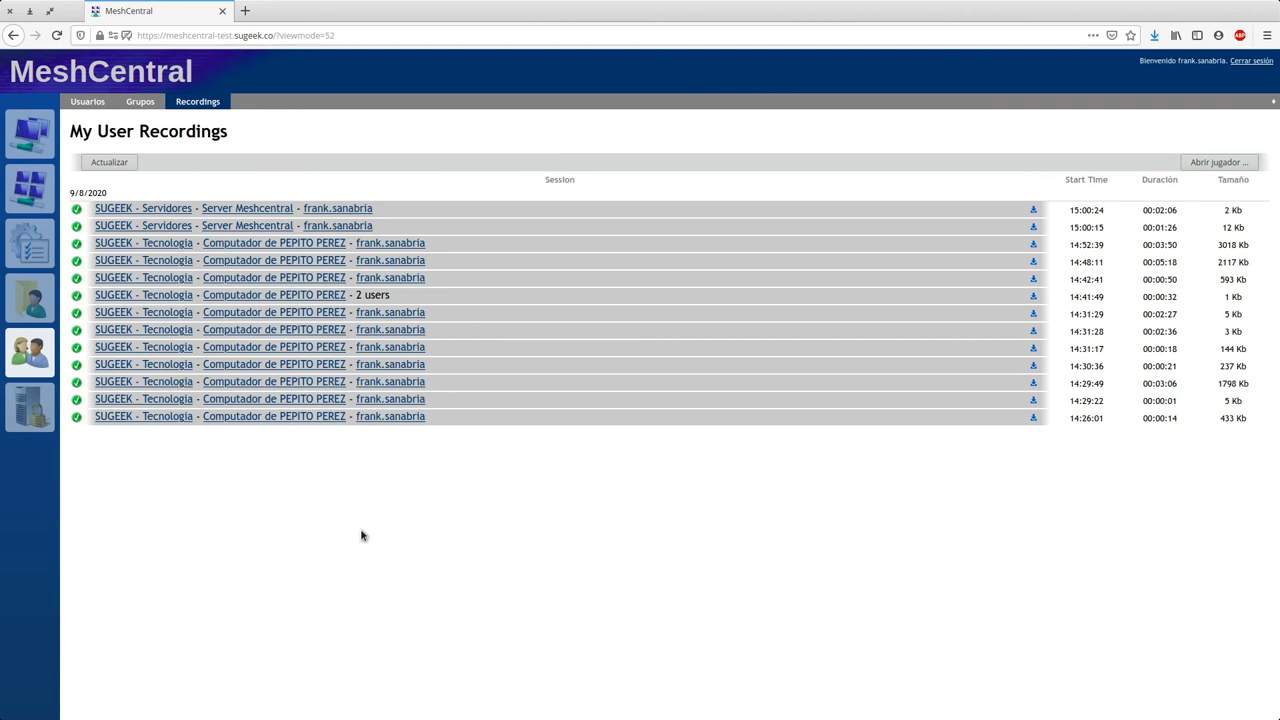 MeshCentral
https://meshcentral-test.sugeek.co/?viewmode=52
ABP
MeshCentral
Bienvenido frank.sanabria. Cerrar sesión
Usuarios Grupos Recordings
My User Recordings
Actualizar Abrir jugador ...
Session Start Time Duración Tamaño
9/8/2020
SUGEEK - Servidores - Server Meshcentral - frank.sanabria 15:00:24 00:02:06 2 Kb
SUGEEK - Servidores - Server Meshcentral - frank.sanabria 15:00:15 00:01:26 12 Kb
SUGEEK - Tecnologia - Computador de PEPITO PEREZ - frank.sanabria 14:52:39 00:03:50 3018 Kb
SUGEEK - Tecnologia - Computador de PEPITO PEREZ - frank.sanabria 14:48:11 00:05:18 2117 Kb
SUGEEK - Tecnologia - Computador de PEPITO PEREZ - frank.sanabria 14:42:41 00:00:50 593 Kb
SUGEEK - Tecnologia - Computador de PEPITO PEREZ - 2 users 14:41:49 00:00:32 1 Kb
SUGEEK - Tecnologia - Computador de PEPITO PEREZ - frank.sanabria 14:31:29 00:02:27 5 Kb
SUGEEK - Tecnologia - Computador de PEPITO PEREZ - frank.sanabria 14:31:28 00:02:36 3 Kb
SUGEEK - Tecnologia - Computador de PEPITO PEREZ - frank.sanabria 14:31:17 00:00:18 144 Kb
SUGEEK - Tecnologia - Computador de PEPITO PEREZ - frank.sanabria 14:30:36 00:00:21 237 Kb
SUGEEK - Tecnologia - Computador de PEPITO PEREZ - frank.sanabria 14:29:49 00:03:06 1798 Kb
SUGEEK - Tecnologia - Computador de PEPITO PEREZ - frank.sanabria 14:29:22 00:00:01 5 Kb
SUGEEK - Tecnologia - Computador de PEPITO PEREZ - frank.sanabria 14:26:01 00:00:14 433 Kb